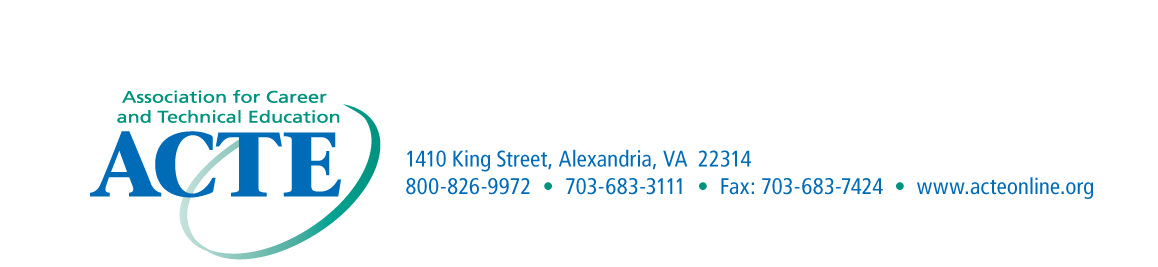 Association for Career
and Technical Education
ACTE
1410 King Street, Alexandria, VA 22314
800-826-9972 • 703-683-3111 • Fax: 703-683-7424 • www.acteonline.org